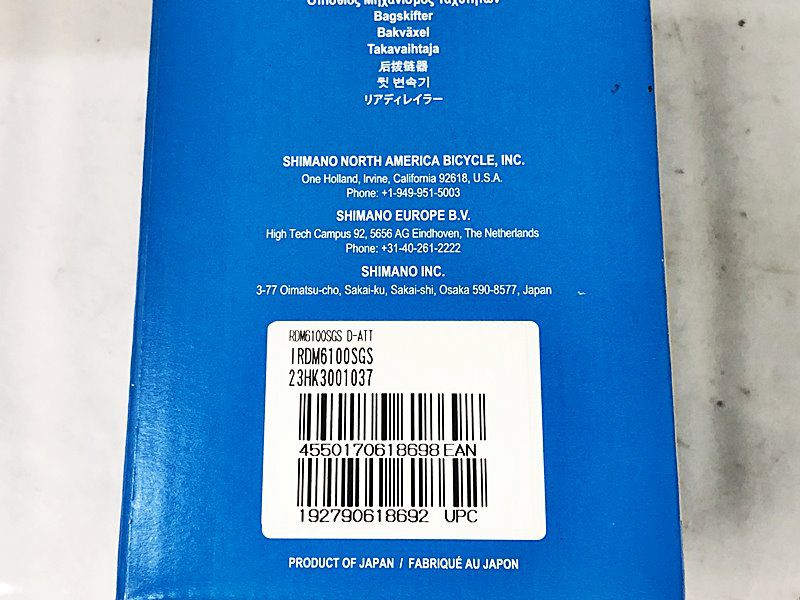 Οπίσθιος Μηχανισμός Ταχυτήτων
Bagskifter
Bakväxel
Takavaihtaja
后拨链器
뒷 변속기
リアディレイラー
SHIMANO NORTH AMERICA BICYCLE, INC.
One Holland, Irvine, California 92618, U.S.A.
Phone: +1-949-951-5003
SHIMANO EUROPE B.V.
High Tech Campus 92, 5656 AG Eindhoven, The Netherlands
Phone: +31-40-261-2222
SHIMANO INC.
3-77 Oimatsu-cho, Sakai-ku, Sakai-shi, Osaka 590-8577, Japan
RDM6100SGS D-ATT
IRDM6100SGS
23HK3001037
4550170618698 EAN
192790618692 UPC
PRODUCT OF JAPAN / FABRIQUÉ AU JAPON